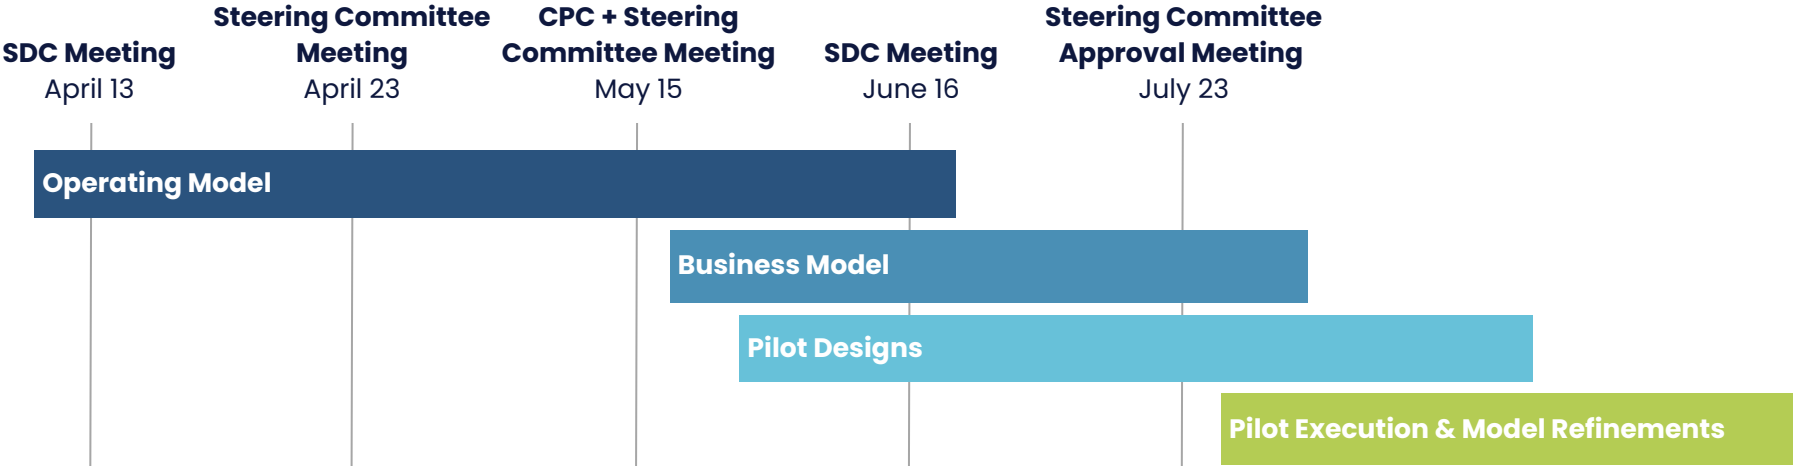 SDC Meeting
April 13
Steering Committee
Meeting
April 23
CPC + Steering
Committee Meeting
May 15
SDC Meeting
June 16
Steering Committee
Approval Meeting
July 23
Operating Model
Business Model
Pilot Designs
Pilot Execution & Model Refinements